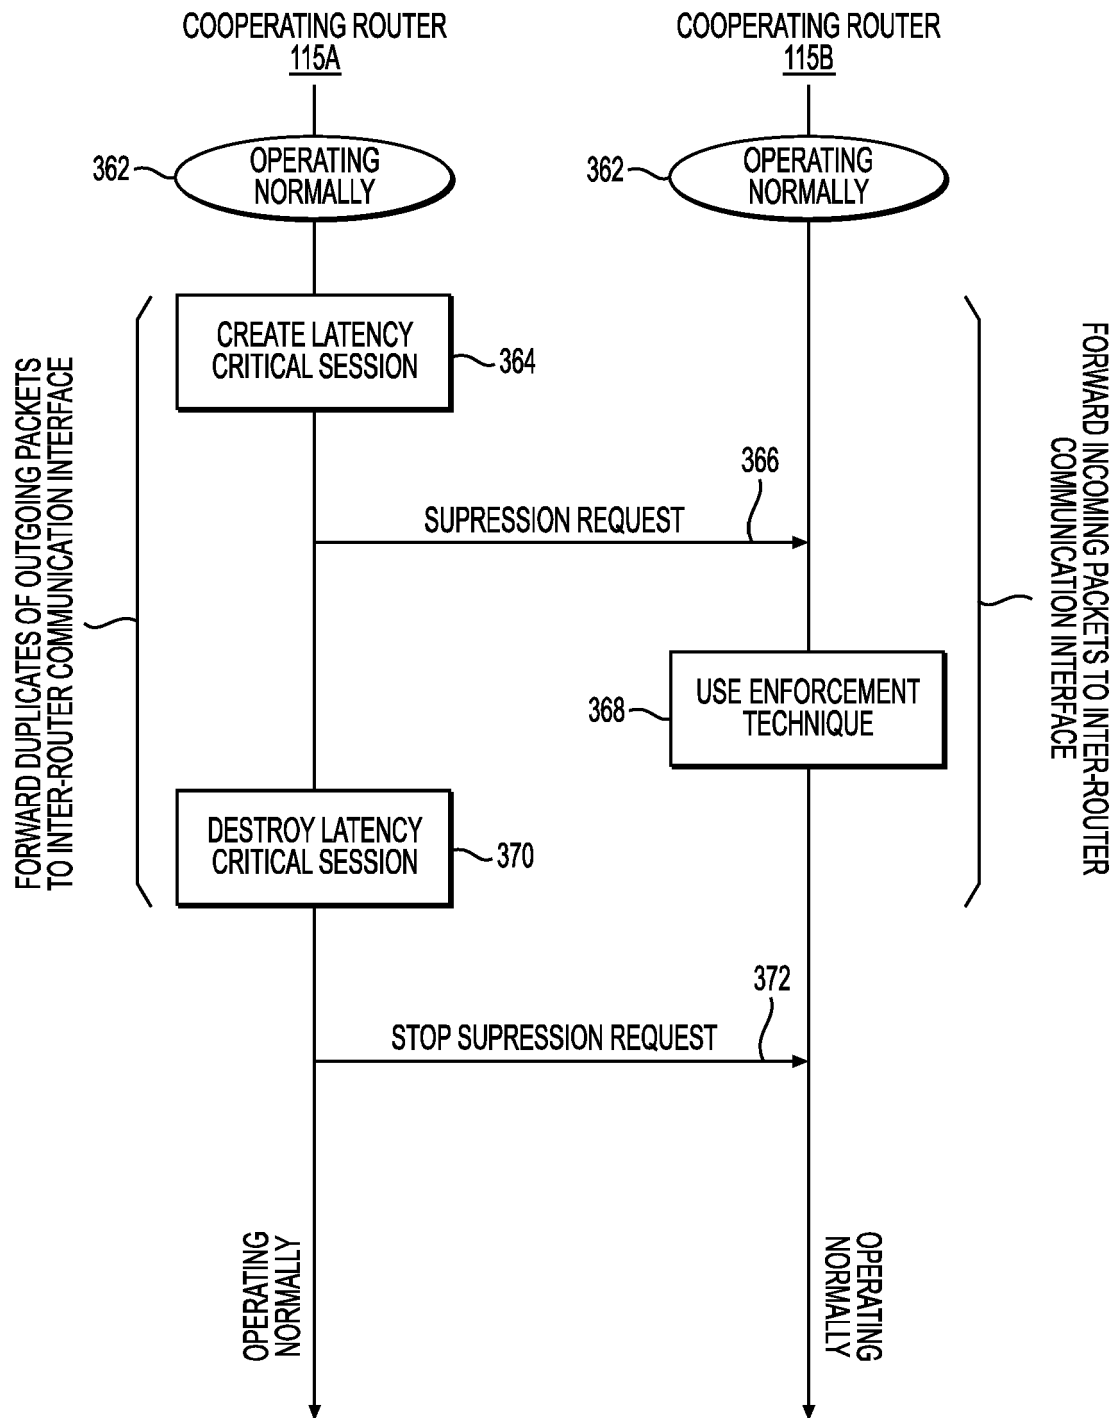 COOPERATING ROUTER
115A
COOPERATING ROUTER
115B
362
OPERATING
NORMALLY
362
OPERATING
NORMALLY
CREATE LATENCY
CRITICAL SESSION
364
366
SUPRESSION REQUEST
368
USE ENFORCEMENT
TECHNIQUE
DESTROY LATENCY
CRITICAL SESSION
370
372
STOP SUPRESSION REQUEST
FORWARD DUPLICATES OF OUTGOING PACKETS
TO INTER-ROUTER COMMUNICATION INTERFACE
FORWARD INCOMING PACKETS TO INTER-ROUTER
COMMUNICATION INTERFACE
OPERATING
NORMALLY
OPERATING
NORMALLY